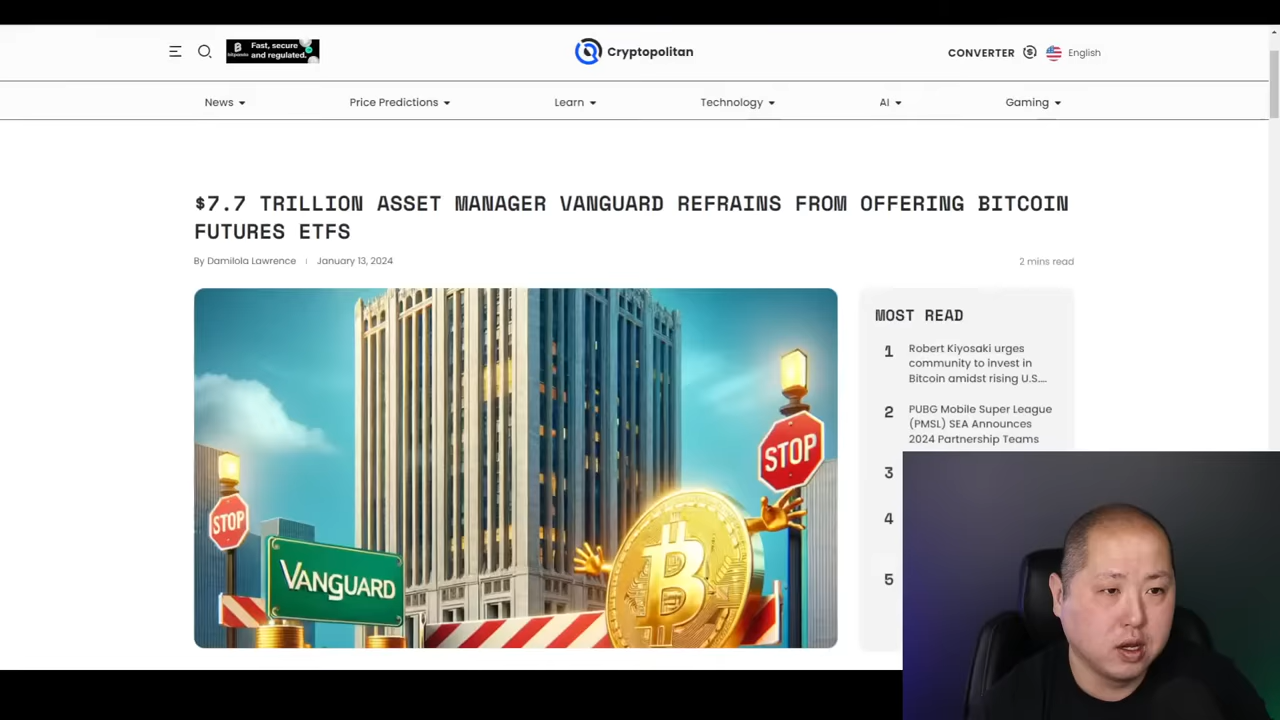 Fast, secure
bitpanda and regulated.
Cryptopolitan
CONVERTER
English
News
Price Predictions
Learn
Technology
AI
Gaming
$7.7 TRILLION ASSET MANAGER VANGUARD REFRAINS FROM OFFERING BITCOIN
FUTURES ETFS
By Damilola Lawrence
January 13, 2024
2 mins read
STOP
STOP
VANGUARD
B
MOST READ
1
Robert Kiyosaki urges
community to invest in
Bitcoin amidst rising U.S....
2
PUBG Mobile Super League
(PMSL) SEA Announces
2024 Partnership Teams
3
4
5